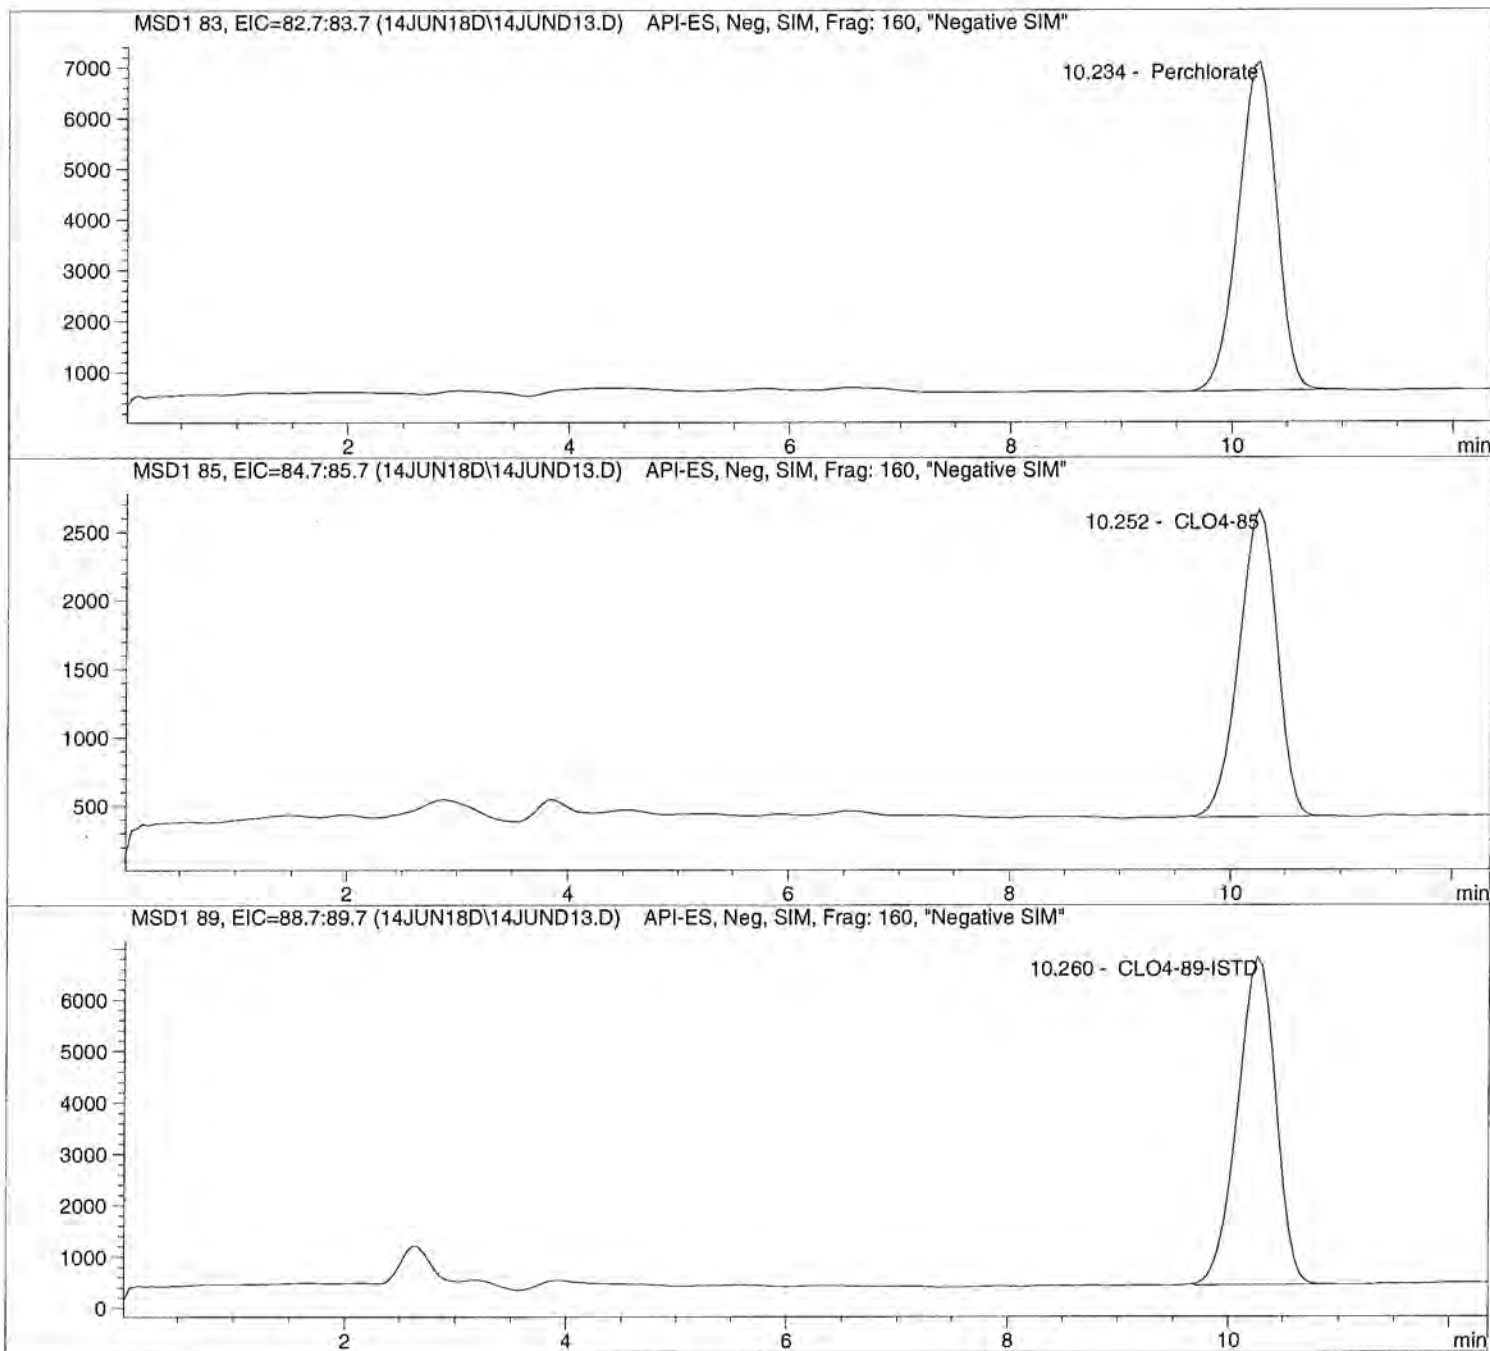 MSD1 83, EIC=82.7:83.7 (14JUN18D\14JUND13.D) API-ES, Neg, SIM, Frag: 160, "Negative SIM"
10.234 - Perchlorate
7000
6000
5000
4000
3000
2000
1000
2 4 6 8 10 min
MSD1 85, EIC=84.7:85.7 (14JUN18D\14JUND13.D) API-ES, Neg, SIM, Frag: 160, "Negative SIM"
10.252 - CLO4-85
2500
2000
1500
1000
500
2 4 6 8 10 min
MSD1 89, EIC=88.7:89.7 (14JUN18D\14JUND13.D) API-ES, Neg, SIM, Frag: 160, "Negative SIM"
10.260 - CLO4-89-ISTD
6000
5000
4000
3000
2000
1000
0
2 4 6 8 10 min